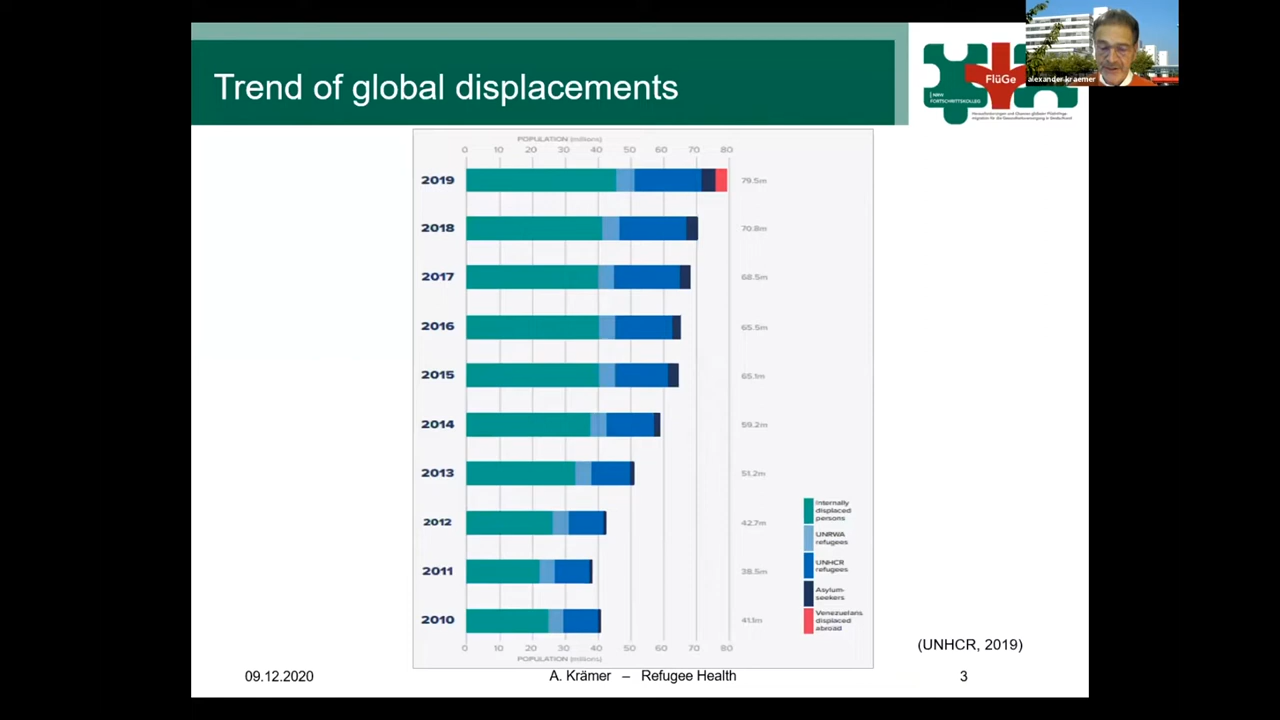 Trend of global displacements
FlüGe
NRW
FORTSCHRITTSKOLLEG
alexander kraemer
POPULATION (millions)
0 10 20 30 40 50 60 70 80
2019 79.5m
2018 70.8m
2017 68.5m
2016 65.5m
2015 65.1m
2014 59.2m
2013 51.2m
2012 42.7m
2011 38.5m
2010 41.1m
Internally
displaced
persons
UNRWA
refugees
UNHCR
refugees
Asylum-
seekers
Venezuelans
displaced
abroad
0 10 20 30 40 50 60 70 80
POPULATION (millions)
(UNHCR, 2019)
09.12.2020 A. Krämer – Refugee Health 3